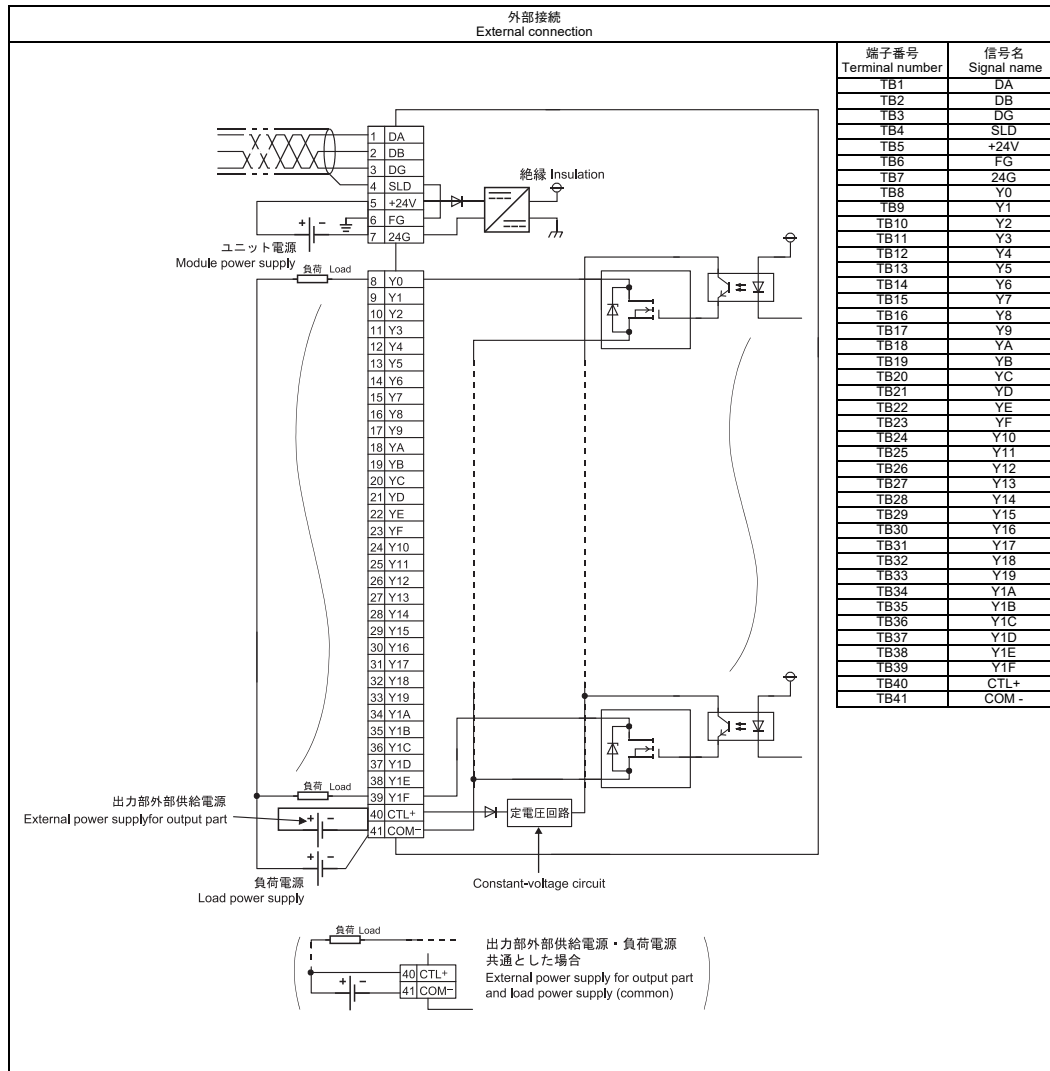 外部接続
External connection
端子番号 信号名
Terminal number Signal name
TB1 DA
TB2 DB
TB3 DG
TB4 SLD
TB5 +24V
TB6 FG
TB7 24G
TB8 Y0
TB9 Y1
TB10 Y2
TB11 Y3
TB12 Y4
TB13 Y5
TB14 Y6
TB15 Y7
TB16 Y8
TB17 Y9
TB18 YA
TB19 YB
TB20 YC
TB21 YD
TB22 YE
TB23 YF
TB24 Y10
TB25 Y11
TB26 Y12
TB27 Y13
TB28 Y14
TB29 Y15
TB30 Y16
TB31 Y17
TB32 Y18
TB33 Y19
TB34 Y1A
TB35 Y1B
TB36 Y1C
TB37 Y1D
TB38 Y1E
TB39 Y1F
TB40 CTL+
TB41 COM -
1 DA
2 DB
3 DG
4 SLD
5 +24V
6 FG
7 24G
絶縁 Insulation
+ −
ユニット電源
Module power supply
負荷 Load
8 Y0
9 Y1
10 Y2
11 Y3
12 Y4
13 Y5
14 Y6
15 Y7
16 Y8
17 Y9
18 YA
19 YB
20 YC
21 YD
22 YE
23 YF
24 Y10
25 Y11
26 Y12
27 Y13
28 Y14
29 Y15
30 Y16
31 Y17
32 Y18
33 Y19
34 Y1A
35 Y1B
36 Y1C
37 Y1D
38 Y1E
39 Y1F
40 CTL+
41 COM−
負荷 Load
出力部外部供給電源
External power supplyfor output part
+ −
+ −
負荷電源
Load power supply
定電圧回路
Constant-voltage circuit
負荷 Load
+ −
40 CTL+
41 COM−
出力部外部供給電源・負荷電源
共通とした場合
External power supply for output part
and load power supply (common)